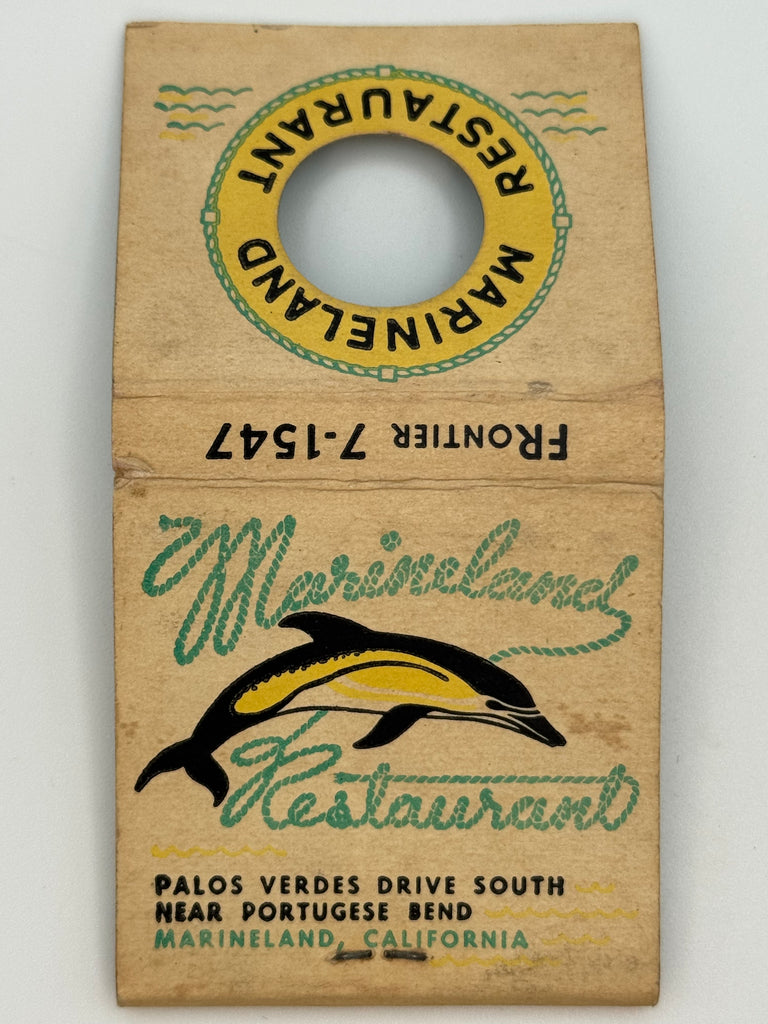 MARINELAND
RESTAURANT
FRONTIER 7-1547
Marineland
Restaurant
PALOS VERDES DRIVE SOUTH
NEAR PORTUGESE BEND
MARINELAND, CALIFORNIA